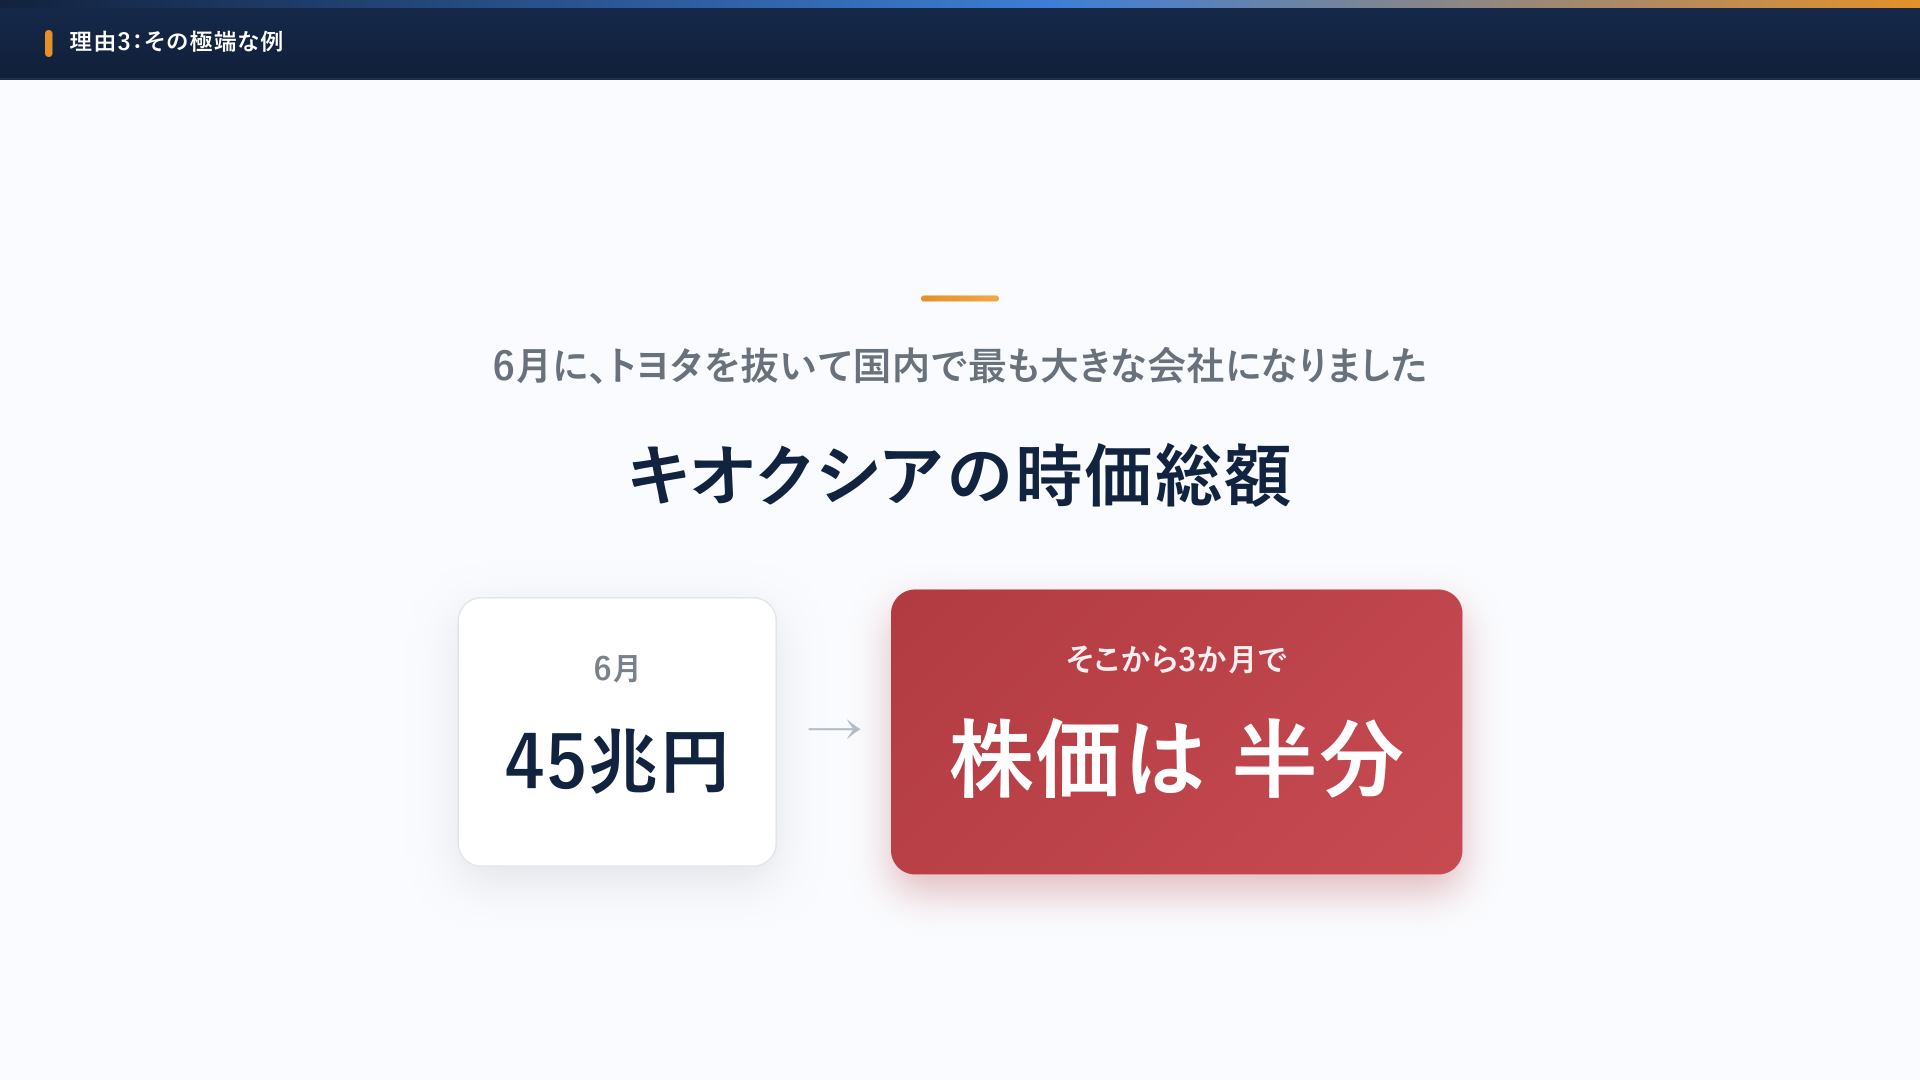 理由3：その極端な例
6月に、トヨタを抜いて国内で最も大きな会社になりました
キオクシアの時価総額
6月
45兆円
→
そこから3か月で
株価は 半分